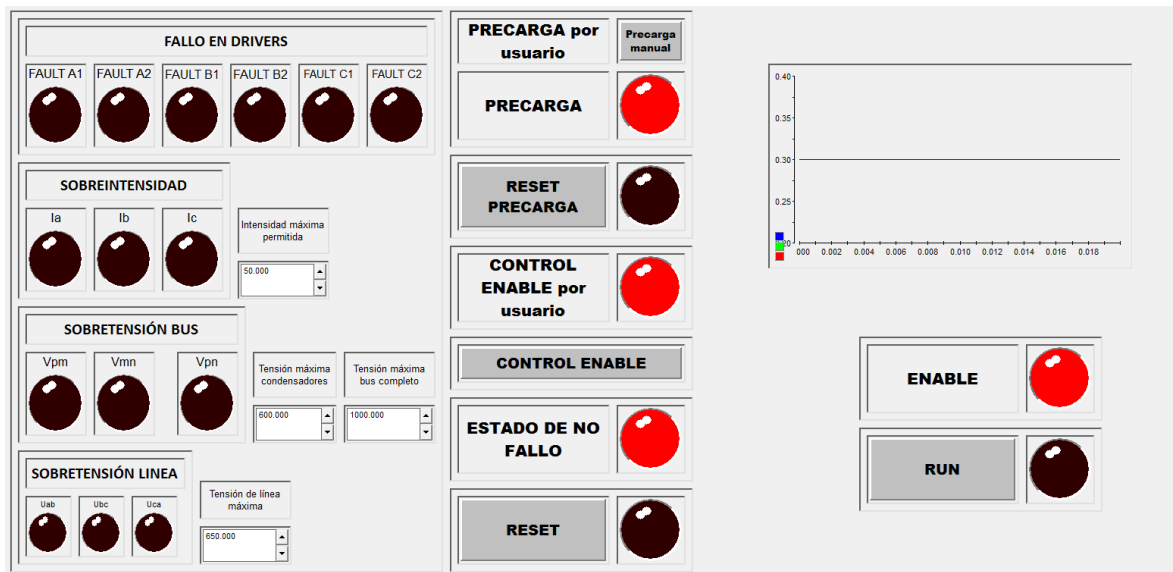 FALLO EN DRIVERS
FAULT A1 FAULT A2 FAULT B1 FAULT B2 FAULT C1 FAULT C2
SOBREINTENSIDAD
Ia Ib Ic
Intensidad máxima
permitida
50.000
SOBRETENSIÓN BUS
Vpm Vmn Vpn
Tensión máxima
condensadores
600.000
Tensión máxima
bus completo
1000.000
SOBRETENSIÓN LINEA
Uab Ubc Uca
Tensión de línea
máxima
650.000
PRECARGA por
usuario
Precarga
manual
PRECARGA
RESET
PRECARGA
CONTROL
ENABLE por
usuario
CONTROL ENABLE
ESTADO DE NO
FALLO
RESET
0.40
0.35
0.30
0.25
.20
000 0.002 0.004 0.006 0.008 0.010 0.012 0.014 0.016 0.018
ENABLE
RUN